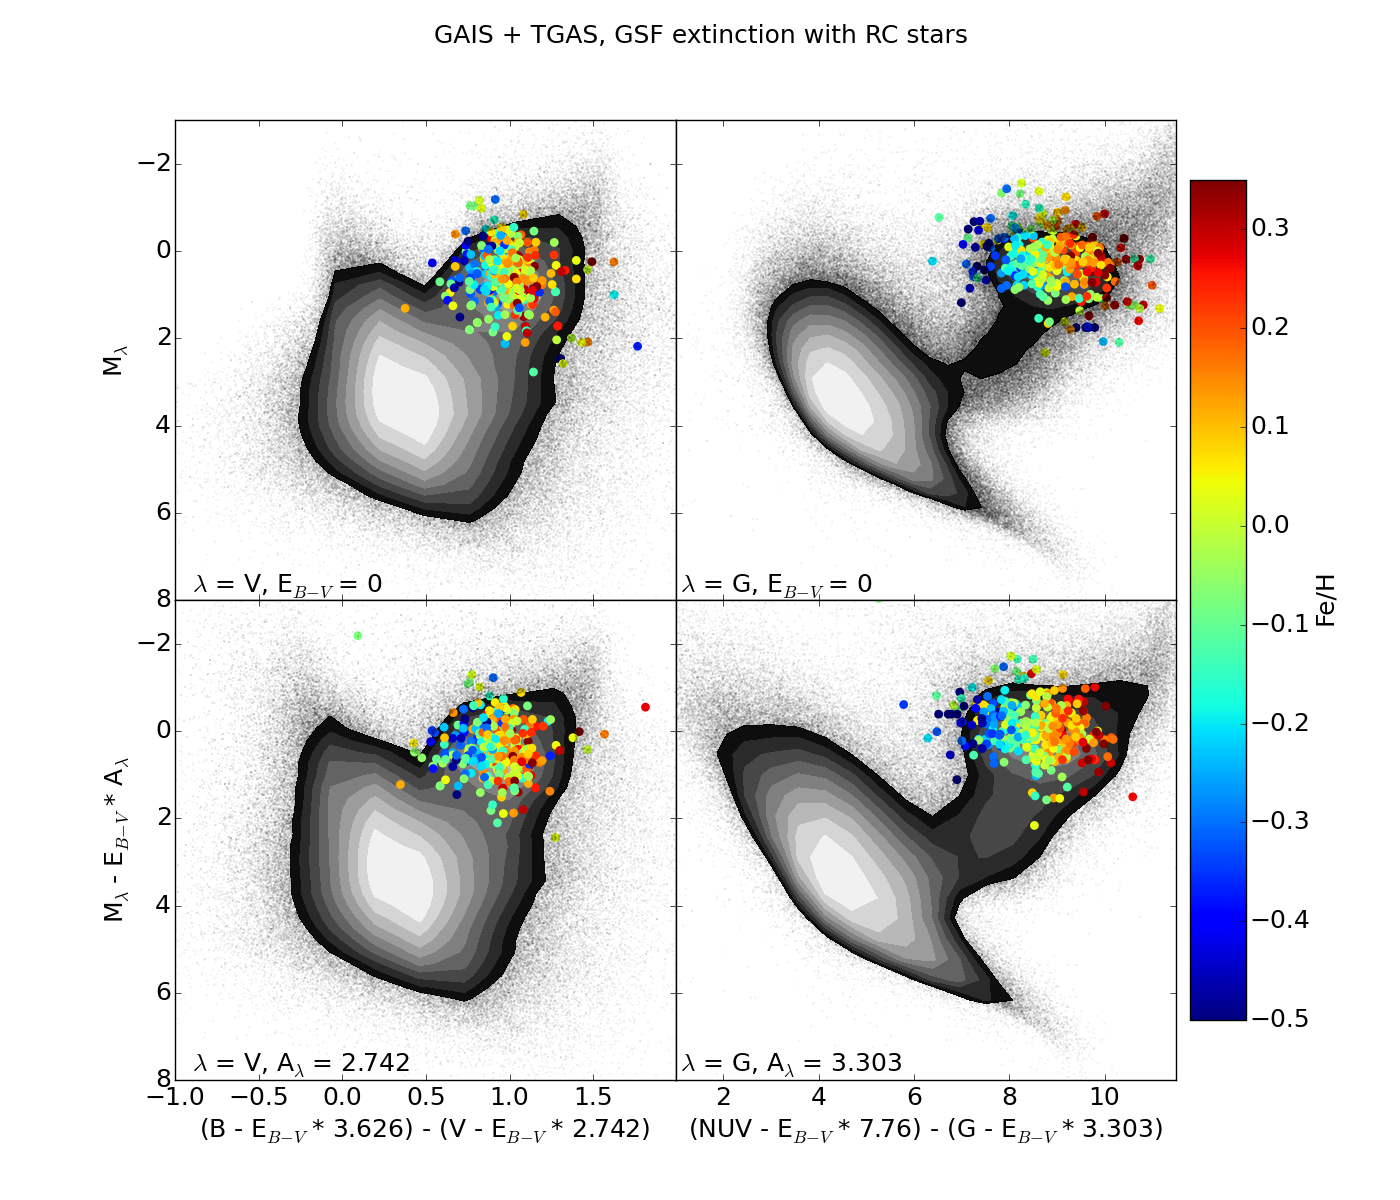 GAIS + TGAS, GSF extinction with RC stars
−2
0
2
4
6
8
M_λ
λ = V, E_{B−V} = 0
λ = G, E_{B−V} = 0
−2
0
2
4
6
8
M_λ - E_{B−V} * A_λ
λ = V, A_λ = 2.742
λ = G, A_λ = 3.303
−1.0 −0.5 0.0 0.5 1.0 1.5
2 4 6 8 10
(B - E_{B−V} * 3.626) - (V - E_{B−V} * 2.742)
(NUV - E_{B−V} * 7.76) - (G - E_{B−V} * 3.303)
0.3
0.2
0.1
0.0
−0.1
−0.2
−0.3
−0.4
−0.5
Fe/H